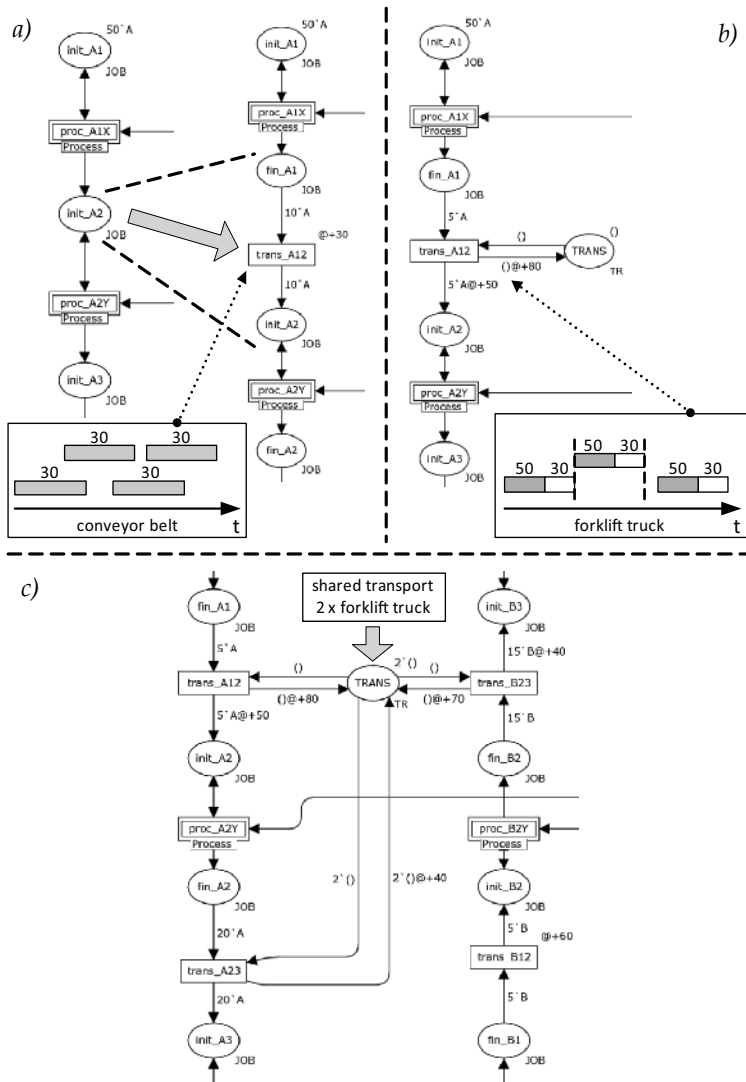 a)
50`A
init_A1
JOB
proc_A1X
Process
init_A2
JOB
proc_A2Y
Process
init_A3
JOB
50`A
init_A1
JOB
proc_A1X
Process
fin_A1
JOB
10`A
@+30
trans_A12
10`A
init_A2
JOB
proc_A2Y
Process
fin_A2
JOB
30 30
30 30
conveyor belt t
b)
50`A
init_A1
JOB
proc_A1X
Process
fin_A1
JOB
5`A
trans_A12
()
()@+80
TRANS
()
TR
5`A@+50
init_A2
JOB
proc_A2Y
Process
init_A3
JOB
50 30
50 30
50 30
forklift truck t
c)
shared transport
2 x forklift truck
fin_A1
JOB
5`A
trans_A12
()
()@+80
5`A@+50
init_A2
JOB
proc_A2Y
Process
fin_A2
JOB
20`A
trans_A23
20`A
init_A3
JOB
2`()
TRANS
TR
2`()
2`()@+40
()
()@+70
init_B3
JOB
15`B@+40
trans_B23
15`B
fin_B2
JOB
proc_B2Y
Process
init_B2
JOB
5`B
@+60
trans_B12
5`B
fin_B1
JOB